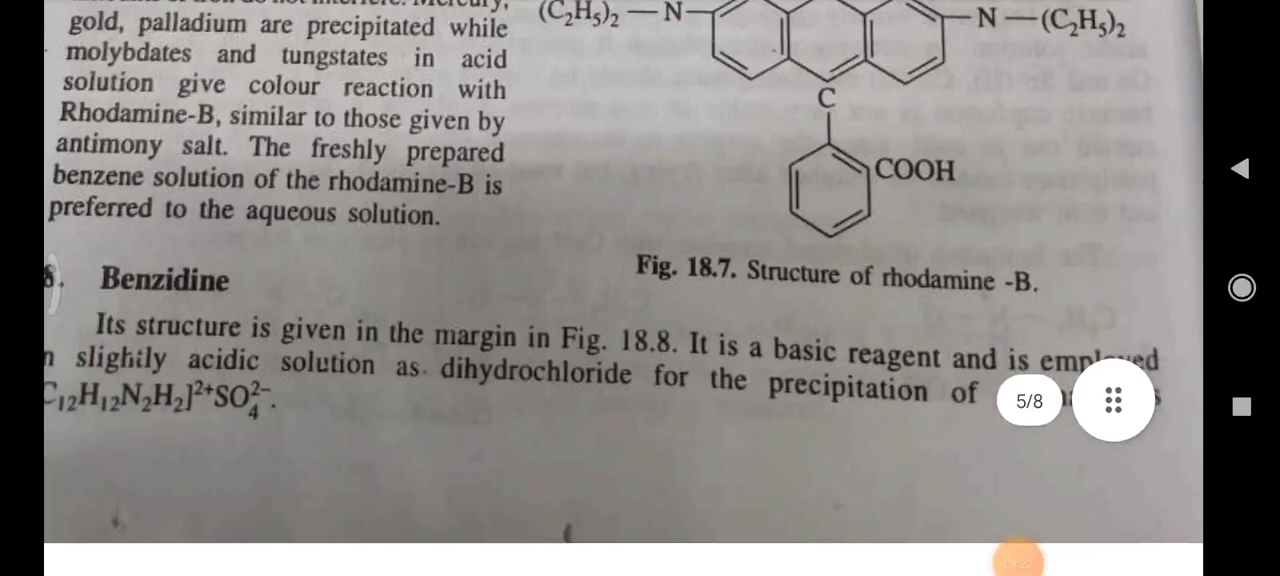 gold, palladium are precipitated while
molybdates and tungstates in acid
solution give colour reaction with
Rhodamine-B, similar to those given by
antimony salt. The freshly prepared
benzene solution of the rhodamine-B is
preferred to the aqueous solution.
(C₂H₅)₂—N N—(C₂H₅)₂
C
COOH
Fig. 18.7. Structure of rhodamine -B.
8. Benzidine
Its structure is given in the margin in Fig. 18.8. It is a basic reagent and is employed
n slightly acidic solution as dihydrochloride for the precipitation of
C₁₂H₁₂N₂H₂]²⁺SO₄²⁻.
5/8
08:22